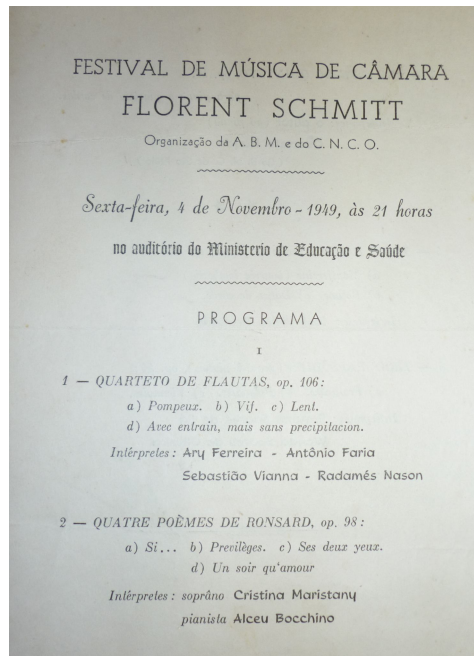 FESTIVAL DE MÚSICA DE CÂMARA
FLORENT SCHMITT
Organização da A. B. M. e do C. N. C. O.
Sexta-feira, 4 de Novembro - 1949, às 21 horas
no auditório do Ministerio de Educação e Saúde
PROGRAMA
I
1 — QUARTETO DE FLAUTAS, op. 106:
a) Pompeux. b) Vif. c) Lent.
d) Avec entrain, mais sans precipitacion.
Intérpretes: Ary Ferreira - Antônio Faria
Sebastião Vianna - Radamés Nason
2 — QUATRE POÈMES DE RONSARD, op. 98:
a) Si... b) Previlèges. c) Ses deux yeux.
d) Un soir qu'amour
Intérpretes: soprâno Cristina Maristany
pianista Alceu Bocchino